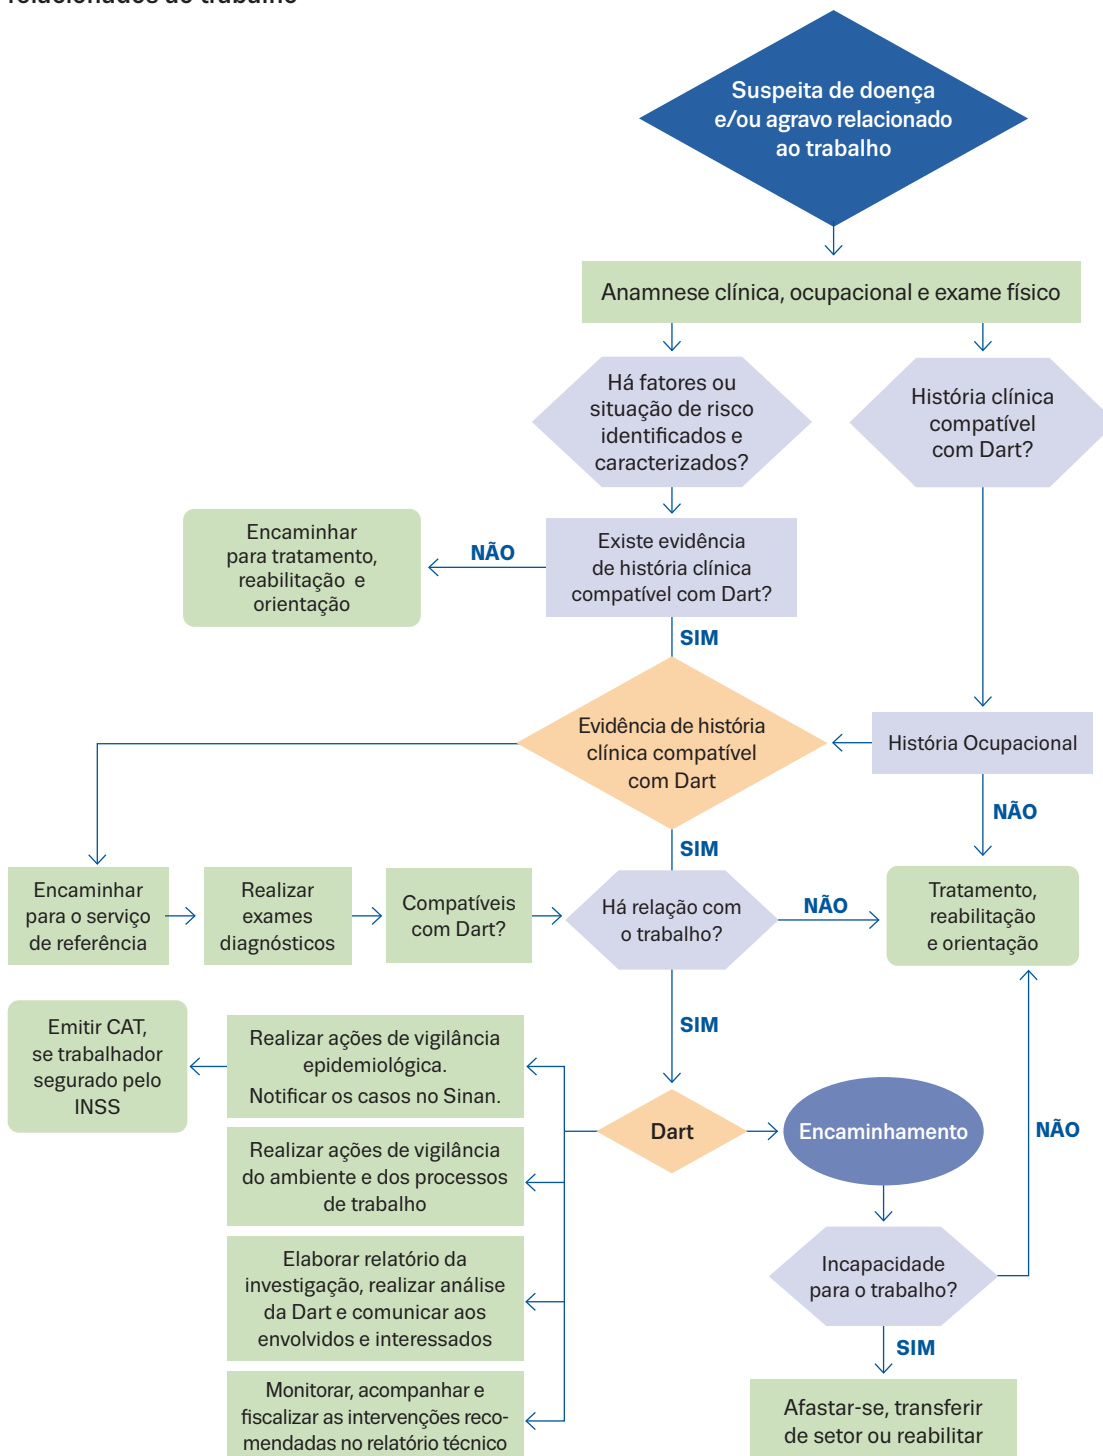 relacionados ao trabalho
Suspeita de doença
e/ou agravo relacionado
ao trabalho
Anamnese clínica, ocupacional e exame físico
Há fatores ou
situação de risco
identificados e
caracterizados?
História clínica
compatível
com Dart?
Encaminhar
para tratamento,
reabilitação e
orientação
NÃO
Existe evidência
de história clínica
compatível com Dart?
SIM
Evidência de história
clínica compatível
com Dart
História Ocupacional
NÃO
SIM
Encaminhar
para o serviço
de referência
Realizar
exames
diagnósticos
Compatíveis
com Dart?
Há relação com
o trabalho?
NÃO
Tratamento,
reabilitação
e orientação
SIM
Emitir CAT,
se trabalhador
segurado pelo
INSS
Realizar ações de vigilância
epidemiológica.
Notificar os casos no Sinan.
Dart
Encaminhamento
NÃO
Realizar ações de vigilância
do ambiente e dos processos
de trabalho
Elaborar relatório da
investigação, realizar análise
da Dart e comunicar aos
envolvidos e interessados
Incapacidade
para o trabalho?
SIM
Monitorar, acompanhar e
fiscalizar as intervenções reco-
mendadas no relatório técnico
Afastar-se, transferir
de setor ou reabilitar